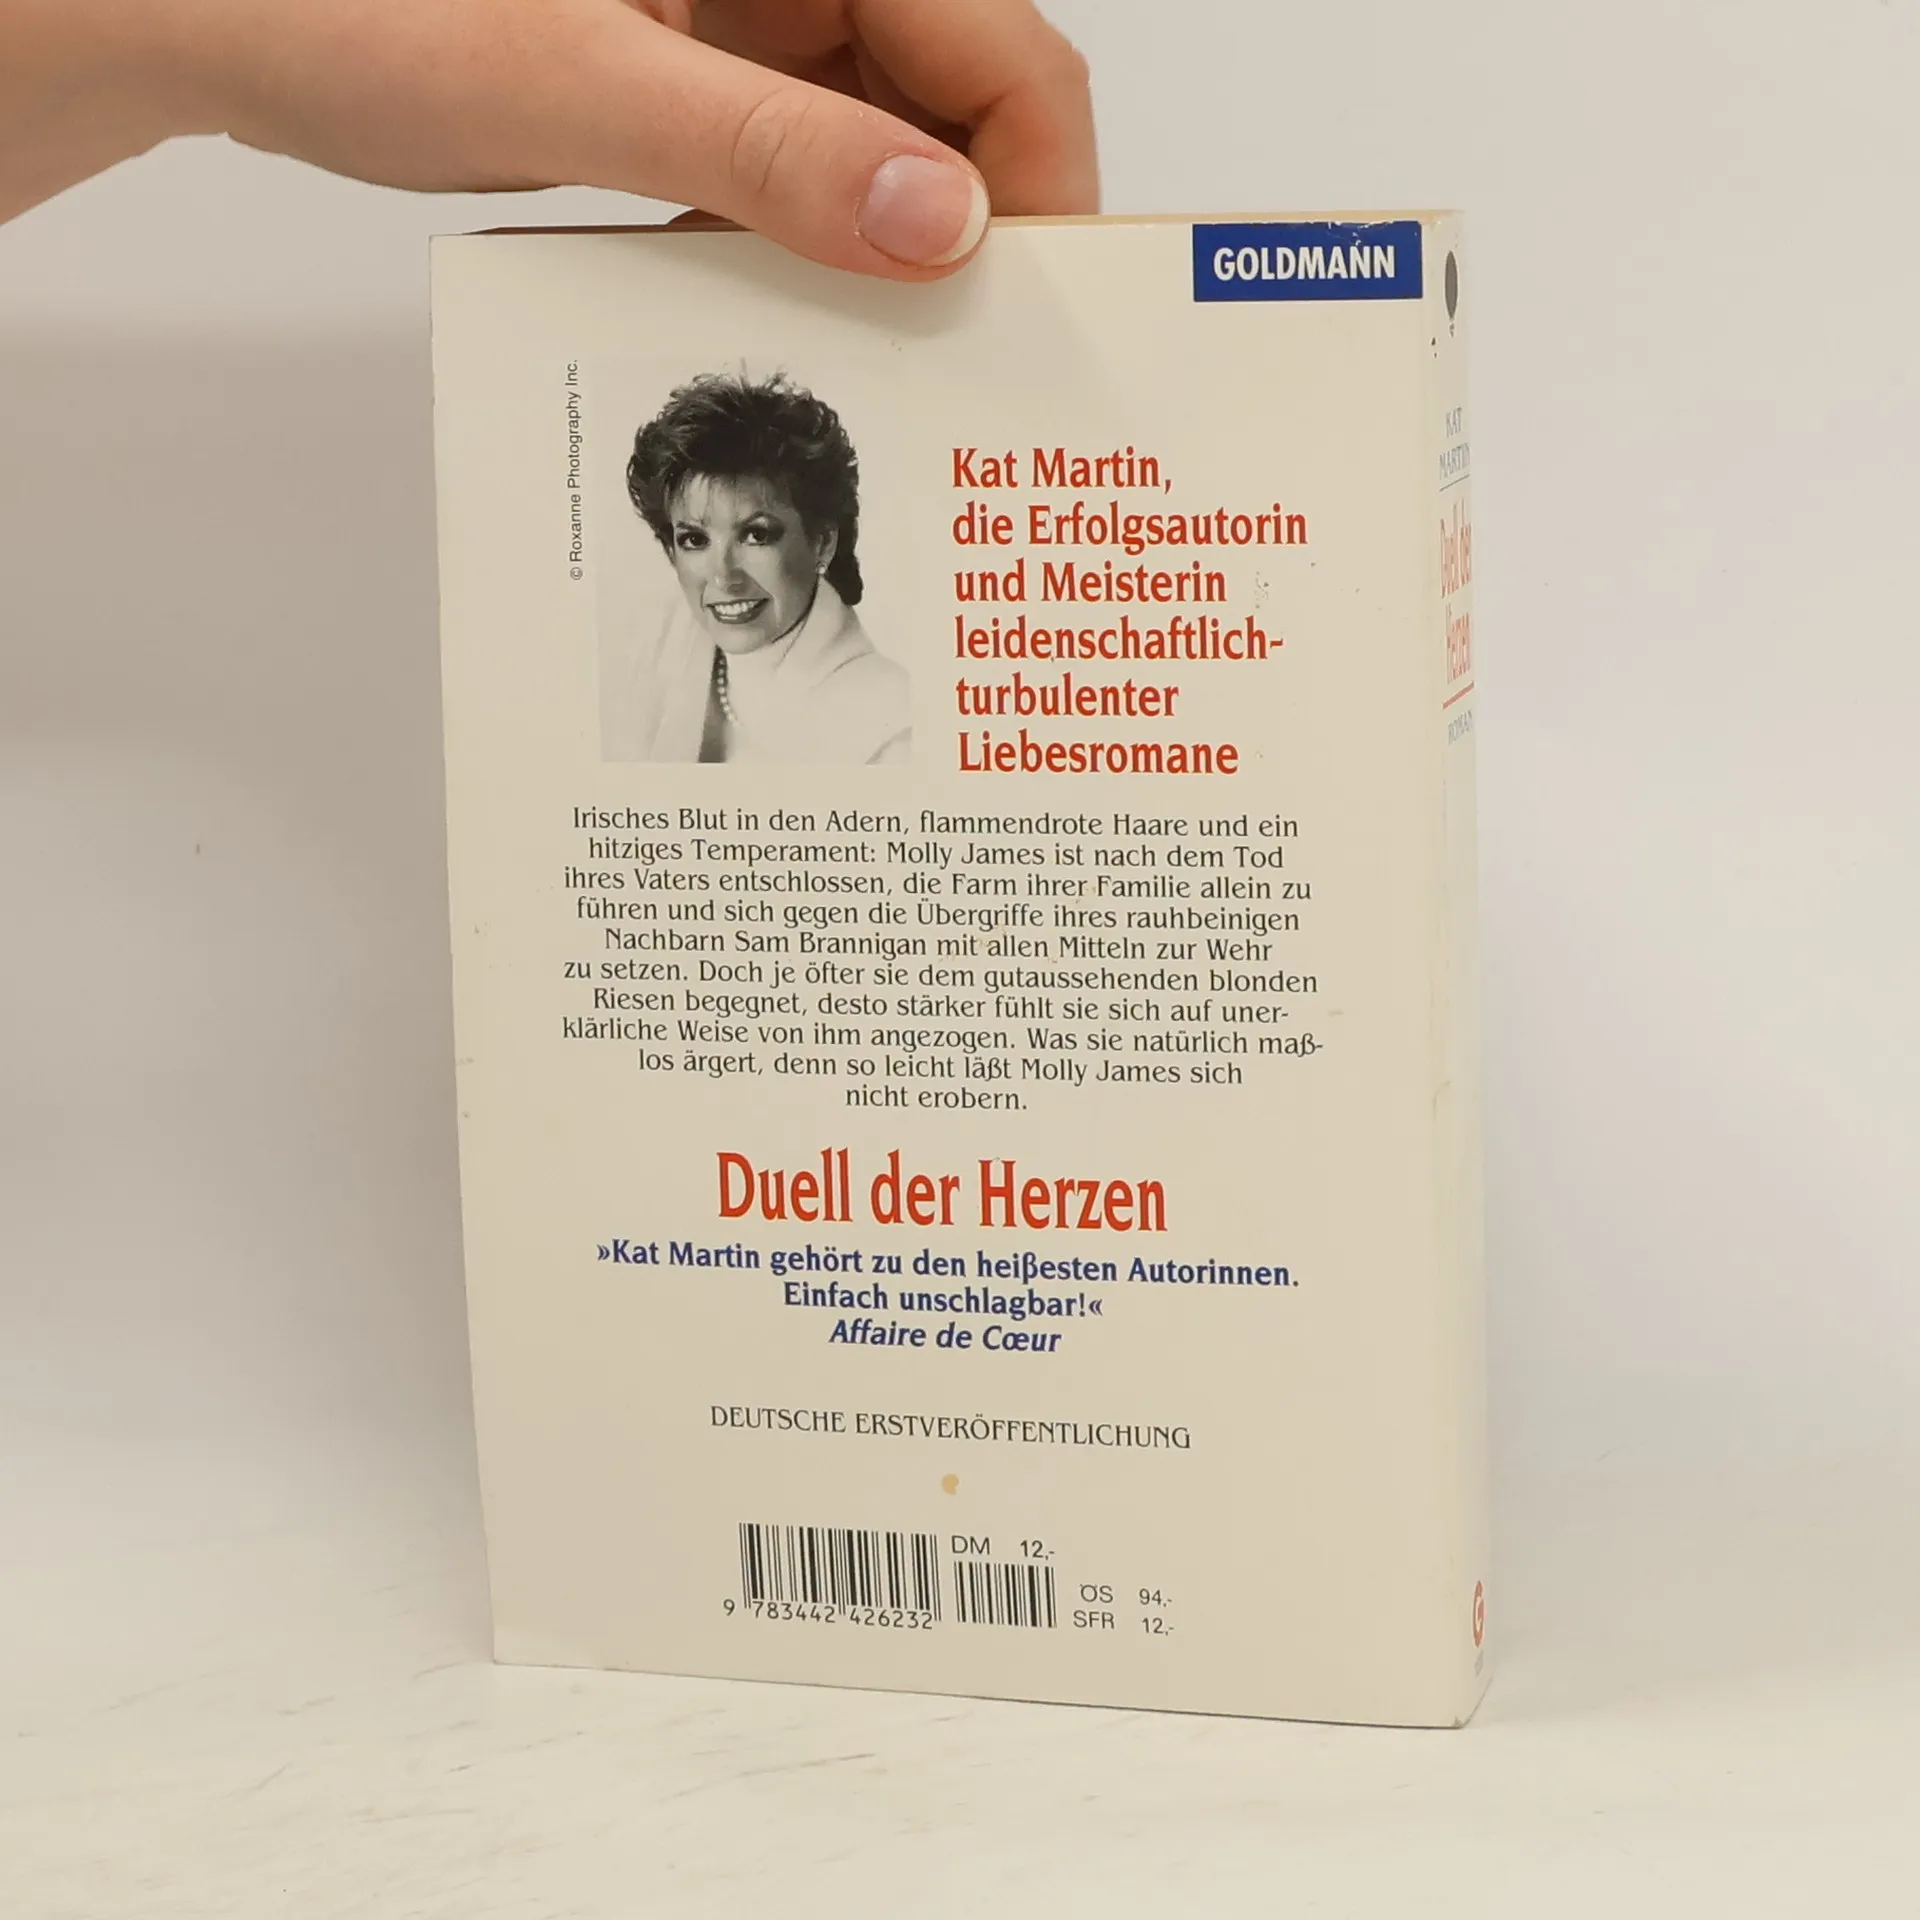 GOLDMANN
© Roxanne Photography Inc.
Kat Martin,
die Erfolgsautorin
und Meisterin
leidenschaftlich-
turbulenter
Liebesromane
Irisches Blut in den Adern, flammendrote Haare und ein
hitziges Temperament: Molly James ist nach dem Tod
ihres Vaters entschlossen, die Farm ihrer Familie allein zu
führen und sich gegen die Übergriffe ihres rauhbeinigen
Nachbarn Sam Brannigan mit allen Mitteln zur Wehr
zu setzen. Doch je öfter sie dem gutaussehenden blonden
Riesen begegnet, desto stärker fühlt sie sich auf uner-
klärliche Weise von ihm angezogen. Was sie natürlich maß-
los ärgert, denn so leicht läßt Molly James sich
nicht erobern.
Duell der Herzen
»Kat Martin gehört zu den heißesten Autorinnen.
Einfach unschlagbar!«
Affaire de Cœur
DEUTSCHE ERSTVERÖFFENTLICHUNG
DM 12,-
ÖS 94,-
SFR 12,-
9 783442 426232
KAT
MARTIN
Duell der
Herzen
ROMAN